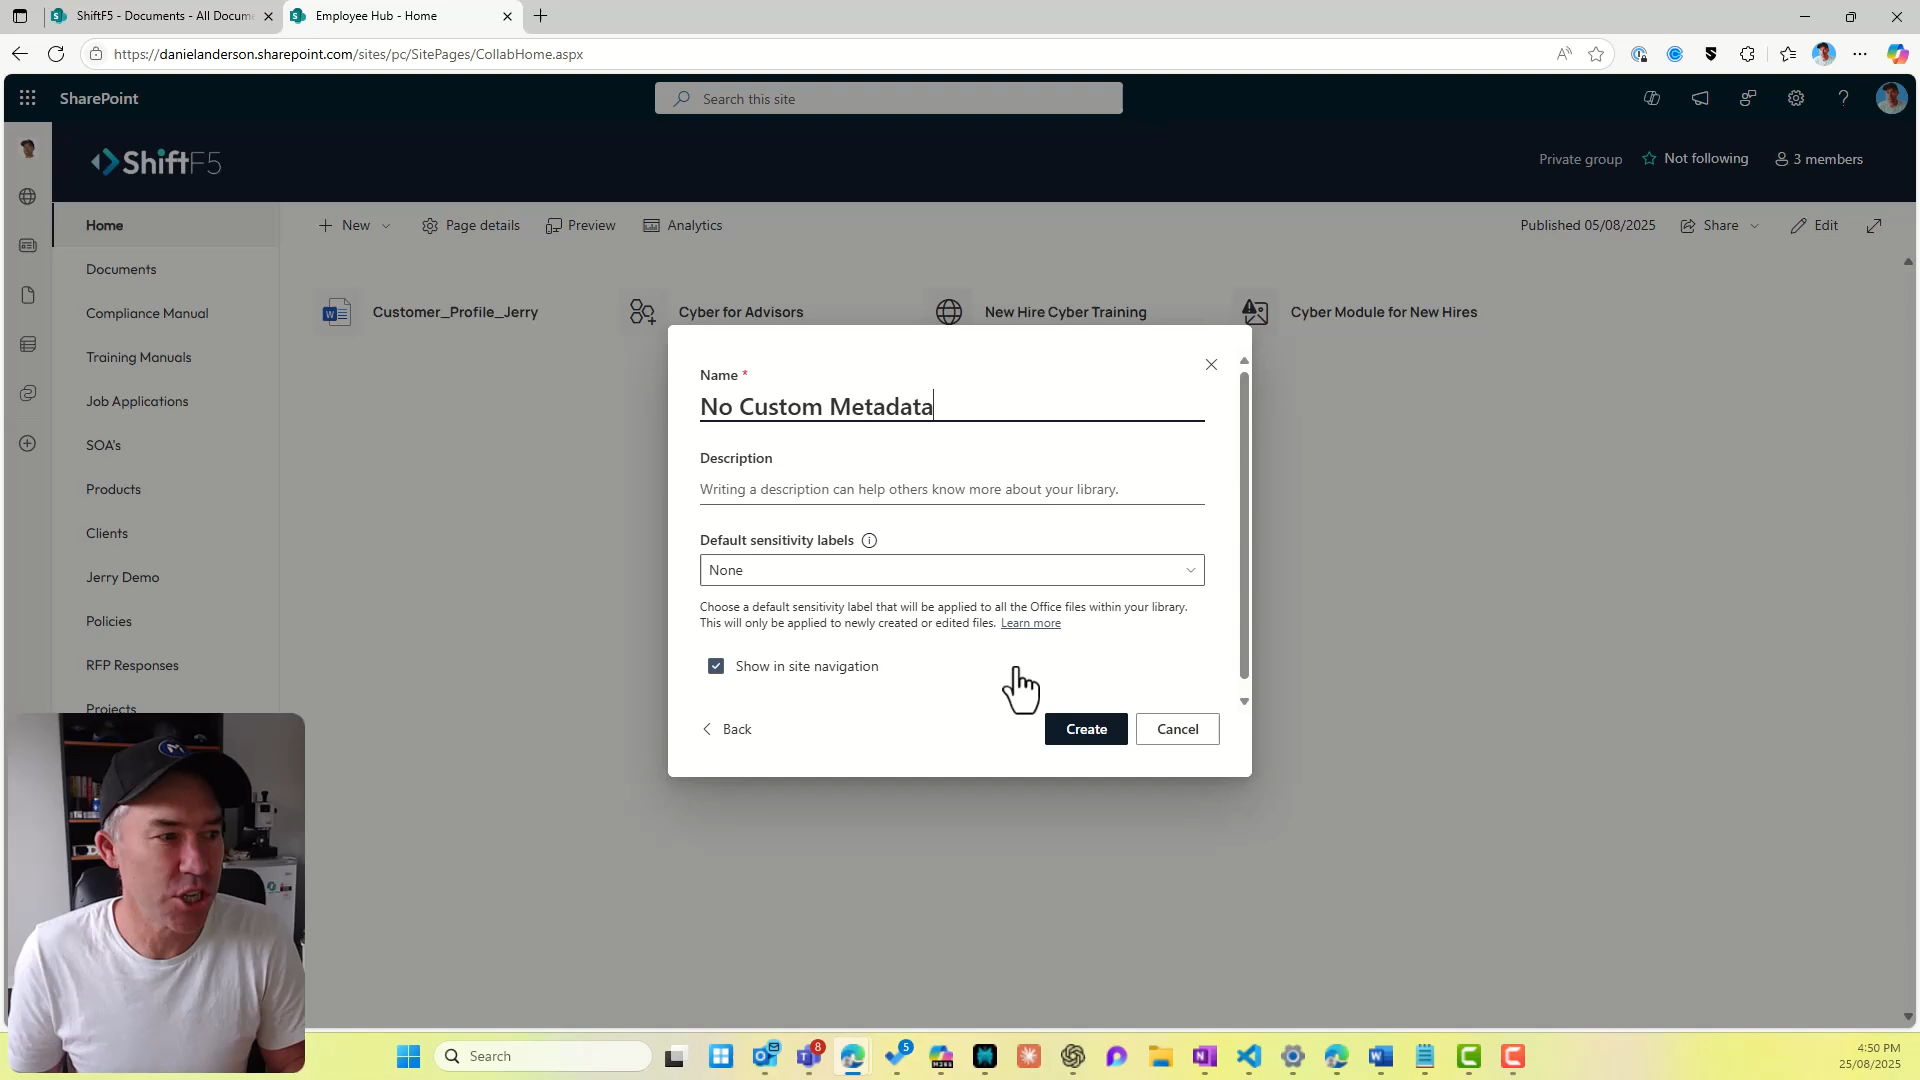 ShiftF5 - Documents - All Docume
Employee Hub - Home
https://danielanderson.sharepoint.com/sites/pc/SitePages/CollabHome.aspx
SharePoint
Search this site
ShiftF5
Private group
Not following
3 members
Home
New
Page details
Preview
Analytics
Published 05/08/2025
Share
Edit
Documents
Compliance Manual
Training Manuals
Job Applications
SOA's
Products
Clients
Jerry Demo
Policies
RFP Responses
Projects
Customer_Profile_Jerry
Cyber for Advisors
New Hire Cyber Training
Cyber Module for New Hires
Name *
No Custom Metadata
Description
Writing a description can help others know more about your library.
Default sensitivity labels
None
Choose a default sensitivity label that will be applied to all the Office files within your library.
This will only be applied to newly created or edited files. Learn more
Show in site navigation
Back
Create
Cancel
Search
8
5
4:50 PM
25/08/2025